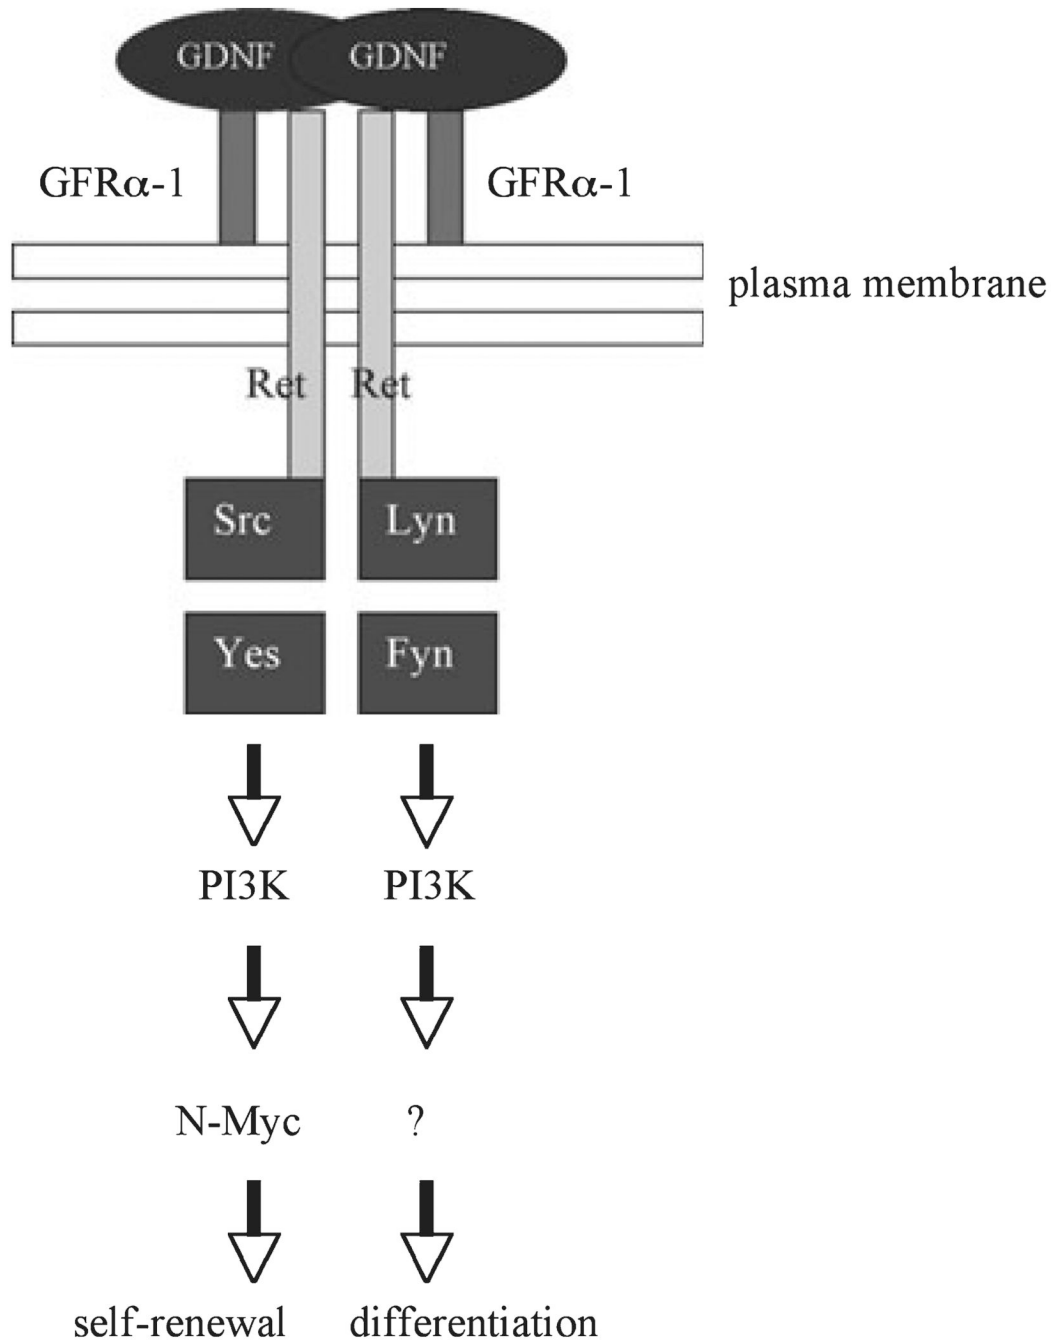 GDNF GDNF
GFRα-1 GFRα-1
plasma membrane
Ret Ret
Src Lyn
Yes Fyn
PI3K PI3K
N-Myc ?
self-renewal differentiation